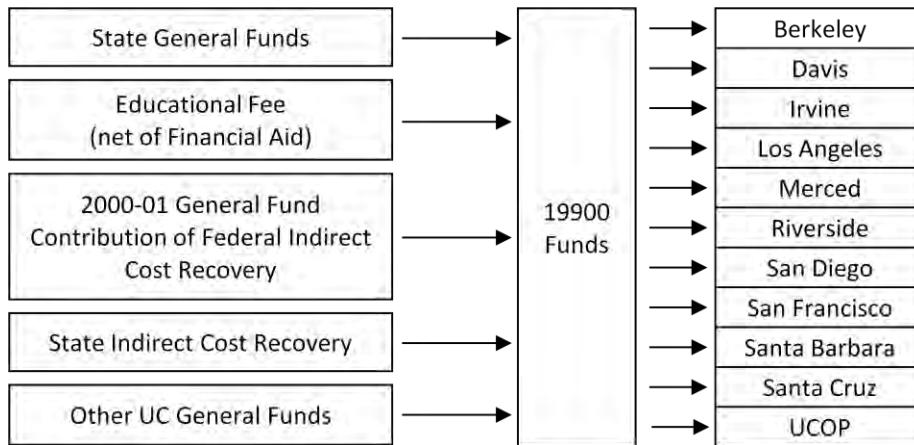 State General Funds
Educational Fee
(net of Financial Aid)
2000-01 General Fund
Contribution of Federal Indirect
Cost Recovery
State Indirect Cost Recovery
Other UC General Funds
19900
Funds
Berkeley
Davis
Irvine
Los Angeles
Merced
Riverside
San Diego
San Francisco
Santa Barbara
Santa Cruz
UCOP